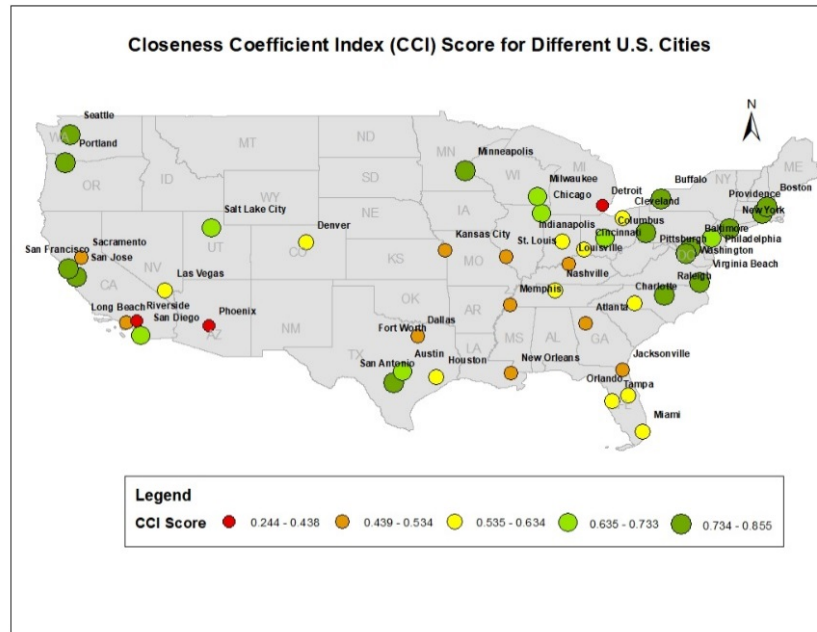 Closeness Coefficient Index (CCI) Score for Different U.S. Cities
N
Seattle
WA
Portland
MT
ND
MN
ME
OR
ID
SD
WI
MI
NY
Minneapolis
Milwaukee
Chicago
Detroit
Cleveland
Buffalo
Providence
Boston
New York
WY
NE
IA
Salt Lake City
Denver
Kansas City
St. Louis
Indianapolis
Columbus
Cincinnati
Louisville
Pittsburgh
Baltimore
Philadelphia
Washington
DC
Virginia Beach
San Francisco
Sacramento
San Jose
NV
UT
CO
KS
MO
CA
Las Vegas
Nashville
Raleigh
Long Beach
Riverside
San Diego
Phoenix
AZ
NM
OK
AR
Memphis
Charlotte
Atlanta
Dallas
Fort Worth
TX
LA
MS
AL
GA
Austin
San Antonio
Houston
New Orleans
Jacksonville
Orlando
Tampa
Miami
Legend
CCI Score 0.244 - 0.438 0.439 - 0.534 0.535 - 0.634 0.635 - 0.733 0.734 - 0.855